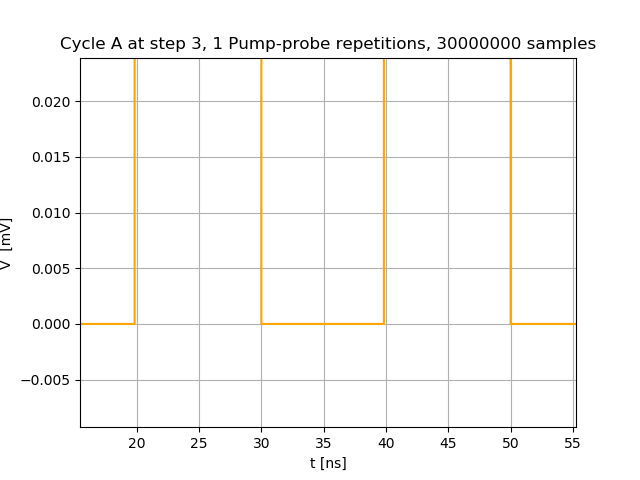 Cycle A at step 3, 1 Pump-probe repetitions, 30000000 samples
V [mV]
0.020
0.015
0.010
0.005
0.000
−0.005
20 25 30 35 40 45 50 55
t [ns]